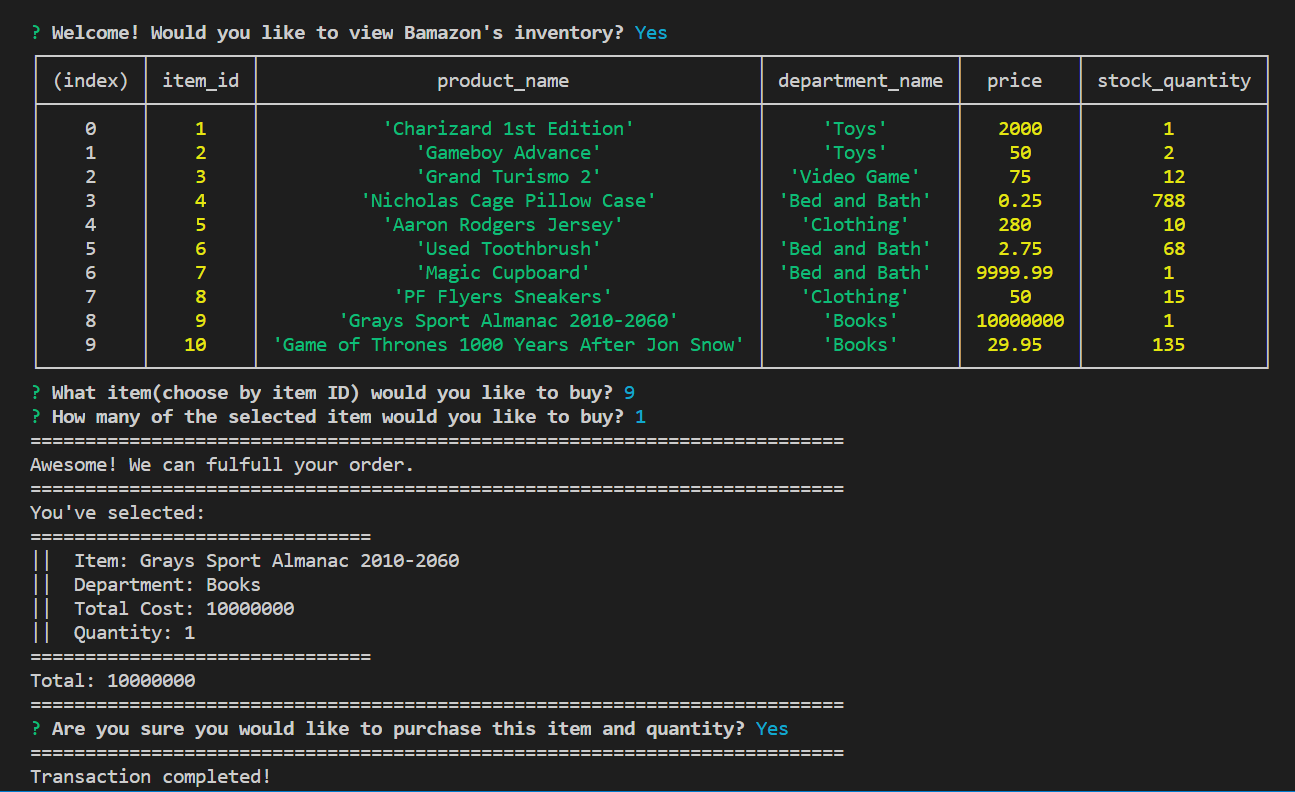 ? Welcome! Would you like to view Bamazon's inventory? Yes
(index) item_id product_name department_name price stock_quantity
0 1 'Charizard 1st Edition' 'Toys' 2000 1
1 2 'Gameboy Advance' 'Toys' 50 2
2 3 'Grand Turismo 2' 'Video Game' 75 12
3 4 'Nicholas Cage Pillow Case' 'Bed and Bath' 0.25 788
4 5 'Aaron Rodgers Jersey' 'Clothing' 280 10
5 6 'Used Toothbrush' 'Bed and Bath' 2.75 68
6 7 'Magic Cupboard' 'Bed and Bath' 9999.99 1
7 8 'PF Flyers Sneakers' 'Clothing' 50 15
8 9 'Grays Sport Almanac 2010-2060' 'Books' 10000000 1
9 10 'Game of Thrones 1000 Years After Jon Snow' 'Books' 29.95 135
? What item(choose by item ID) would you like to buy? 9
? How many of the selected item would you like to buy? 1
==========================================================================
Awesome! We can fulfull your order.
==========================================================================
You've selected:
===============================
||  Item: Grays Sport Almanac 2010-2060
||  Department: Books
||  Total Cost: 10000000
||  Quantity: 1
===============================
Total: 10000000
==========================================================================
? Are you sure you would like to purchase this item and quantity? Yes
==========================================================================
Transaction completed!